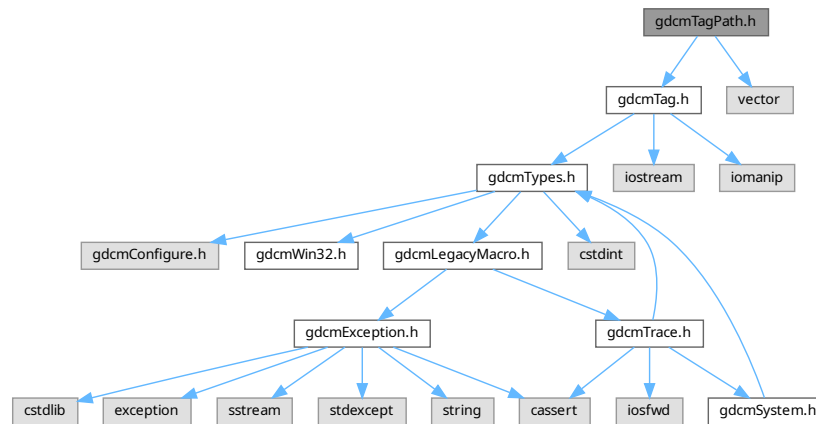 gdcmTagPath.h
gdcmTag.h
vector
gdcmTypes.h
iostream
iomanip
gdcmConfigure.h
gdcmWin32.h
gdcmLegacyMacro.h
cstdint
gdcmException.h
gdcmTrace.h
cstdlib
exception
sstream
stdexcept
string
cassert
iosfwd
gdcmSystem.h